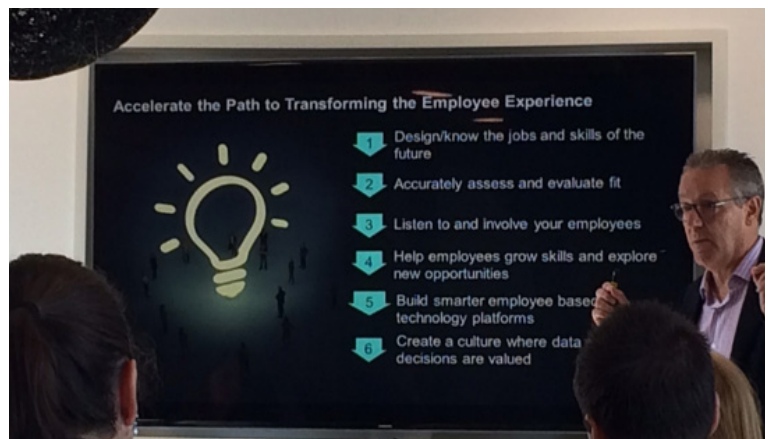 Accelerate the Path to Transforming the Employee Experience
1 Design/know the jobs and skills of the
future
2 Accurately assess and evaluate fit
3 Listen to and involve your employees
4 Help employees grow skills and explore
new opportunities
5 Build smarter employee based
technology platforms
6 Create a culture where data
decisions are valued